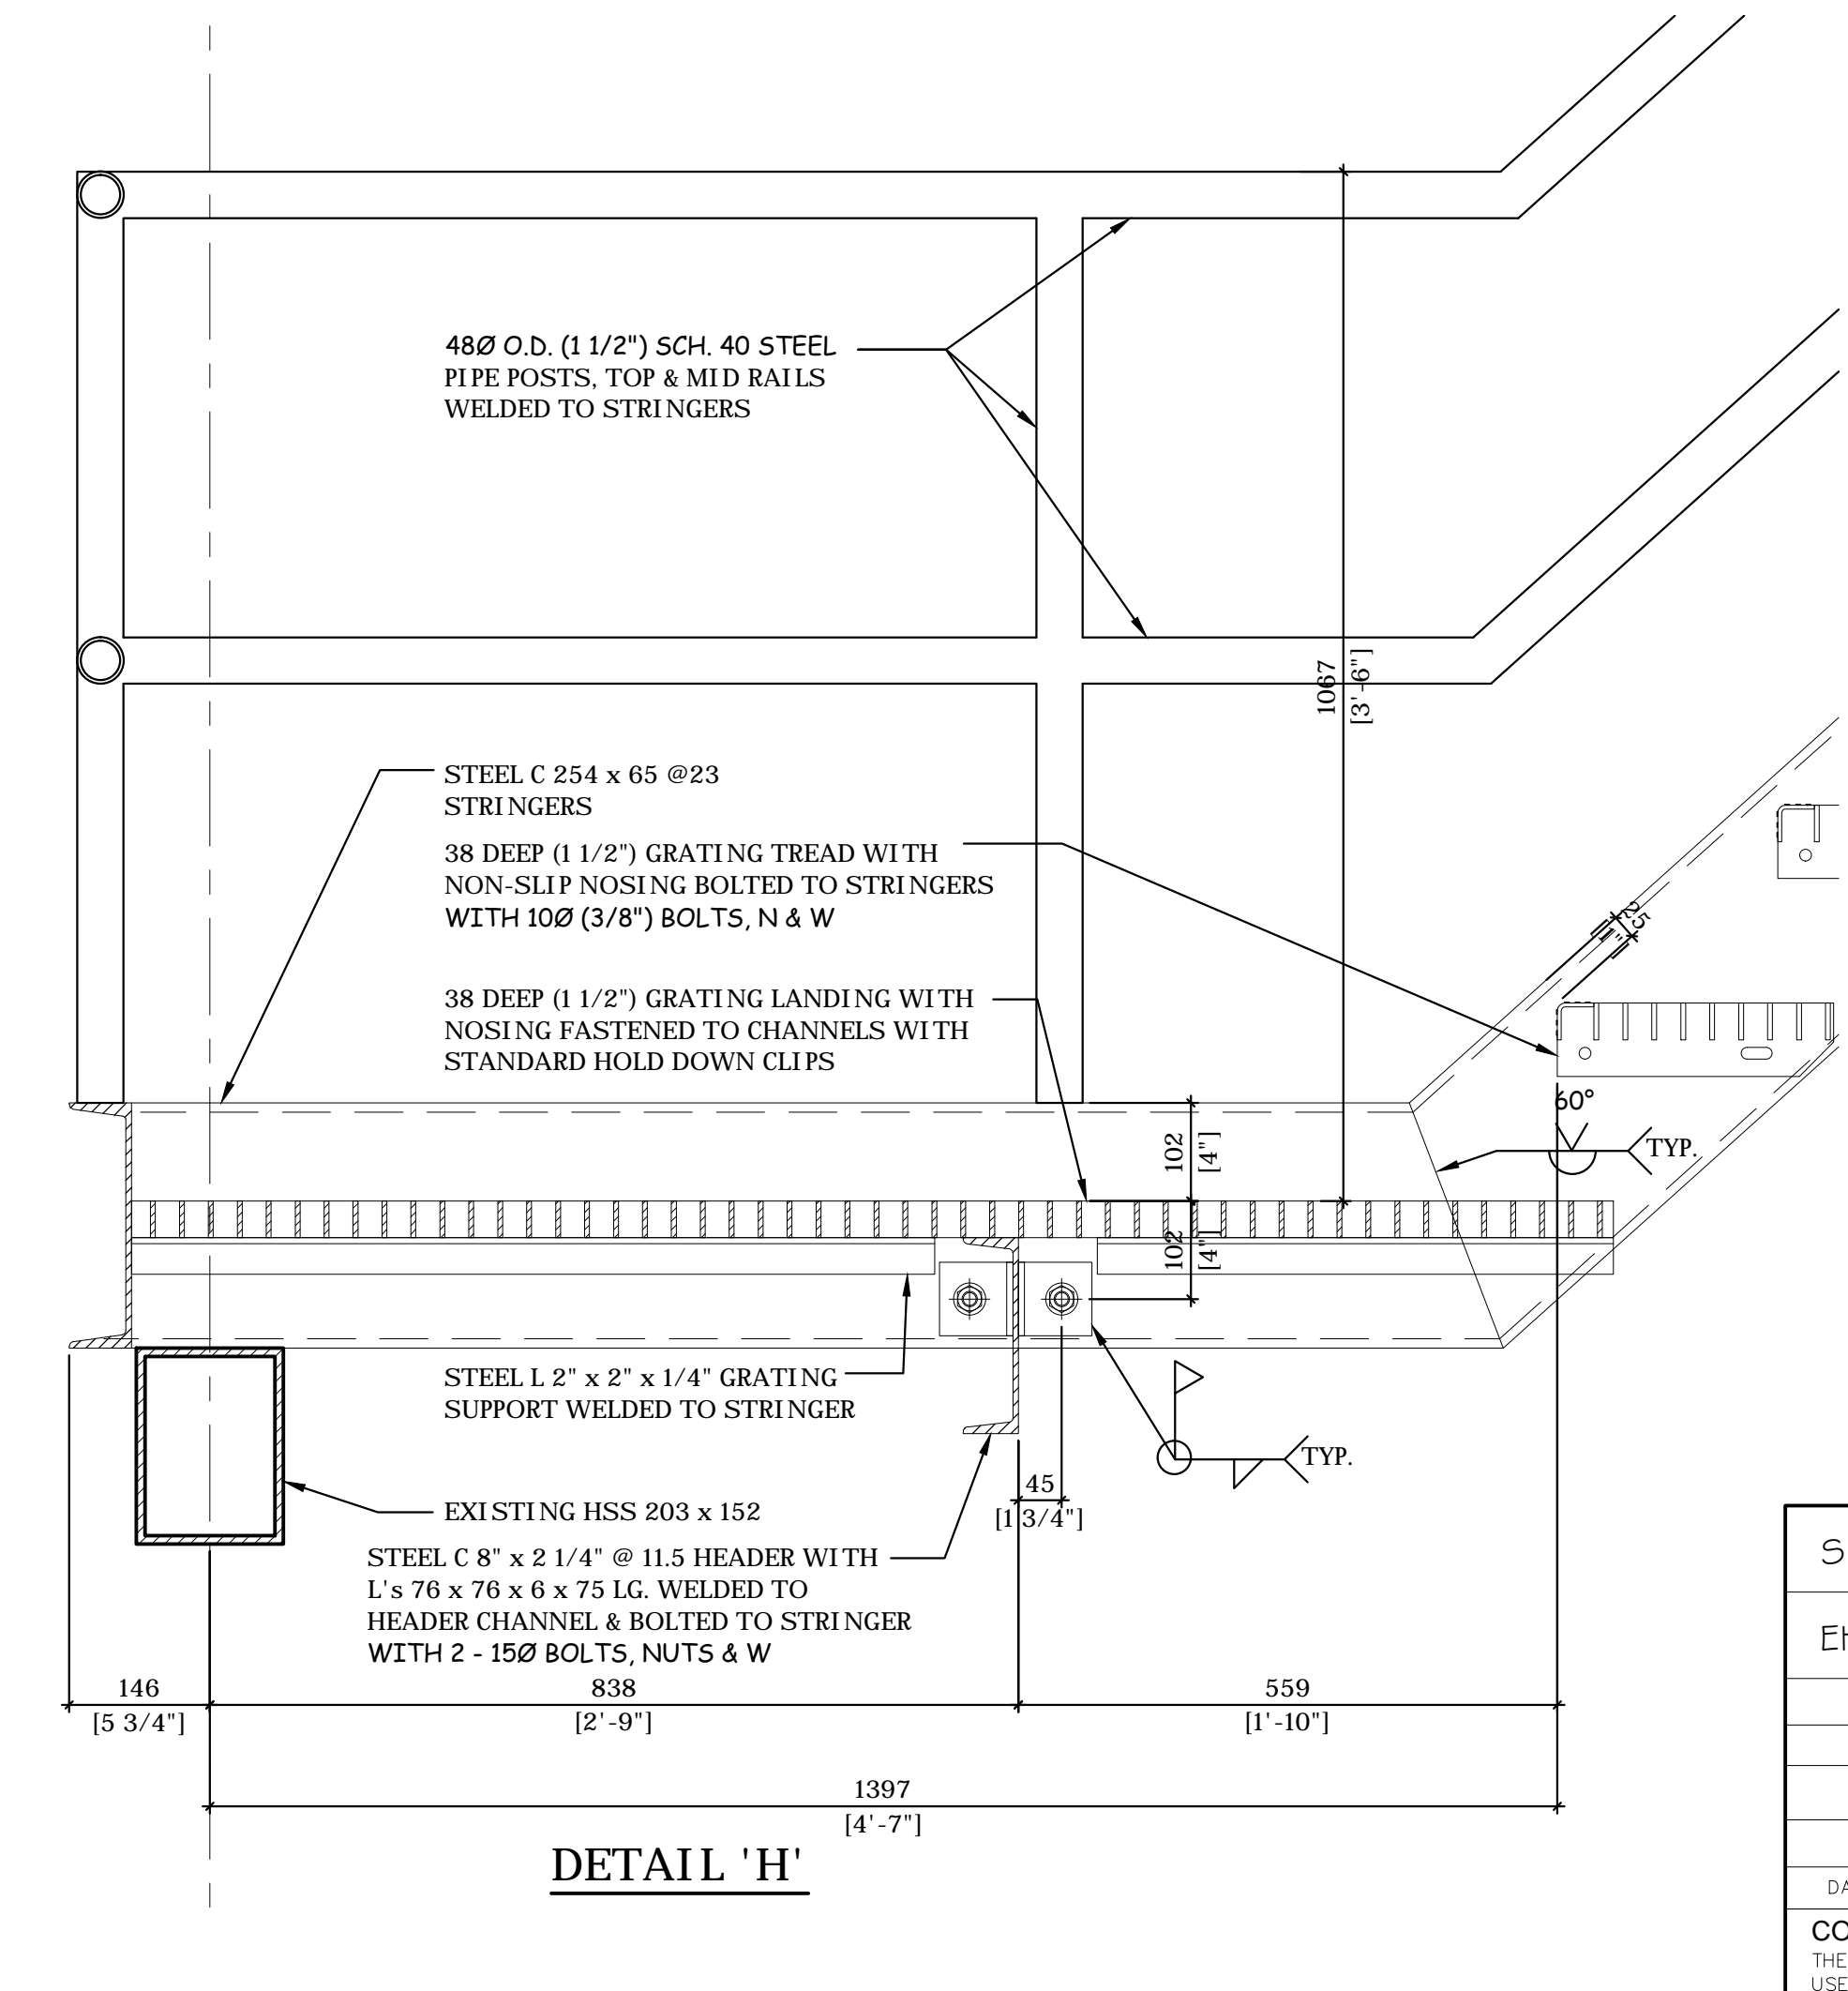 48Ø O.D. (1 1/2") SCH. 40 STEEL
PIPE POSTS, TOP & MID RAILS
WELDED TO STRINGERS
1067
[3'-6"]
STEEL C 254 x 65 @23
STRINGERS
38 DEEP (1 1/2") GRATING TREAD WITH
NON-SLIP NOSING BOLTED TO STRINGERS
WITH 10Ø (3/8") BOLTS, N & W
25
1"
38 DEEP (1 1/2") GRATING LANDING WITH
NOSING FASTENED TO CHANNELS WITH
STANDARD HOLD DOWN CLIPS
60°
TYP.
102
[4"]
102
[4"]
STEEL L 2" x 2" x 1/4" GRATING
SUPPORT WELDED TO STRINGER
TYP.
45
[1 3/4"]
EXISTING HSS 203 x 152
STEEL C 8" x 2 1/4" @ 11.5 HEADER WITH
L's 76 x 76 x 6 x 75 LG. WELDED TO
HEADER CHANNEL & BOLTED TO STRINGER
WITH 2 - 15Ø BOLTS, NUTS & W
146
[5 3/4"]
838
[2'-9"]
559
[1'-10"]
1397
[4'-7"]
DETAIL 'H'
S
DA
CO
THE
USE